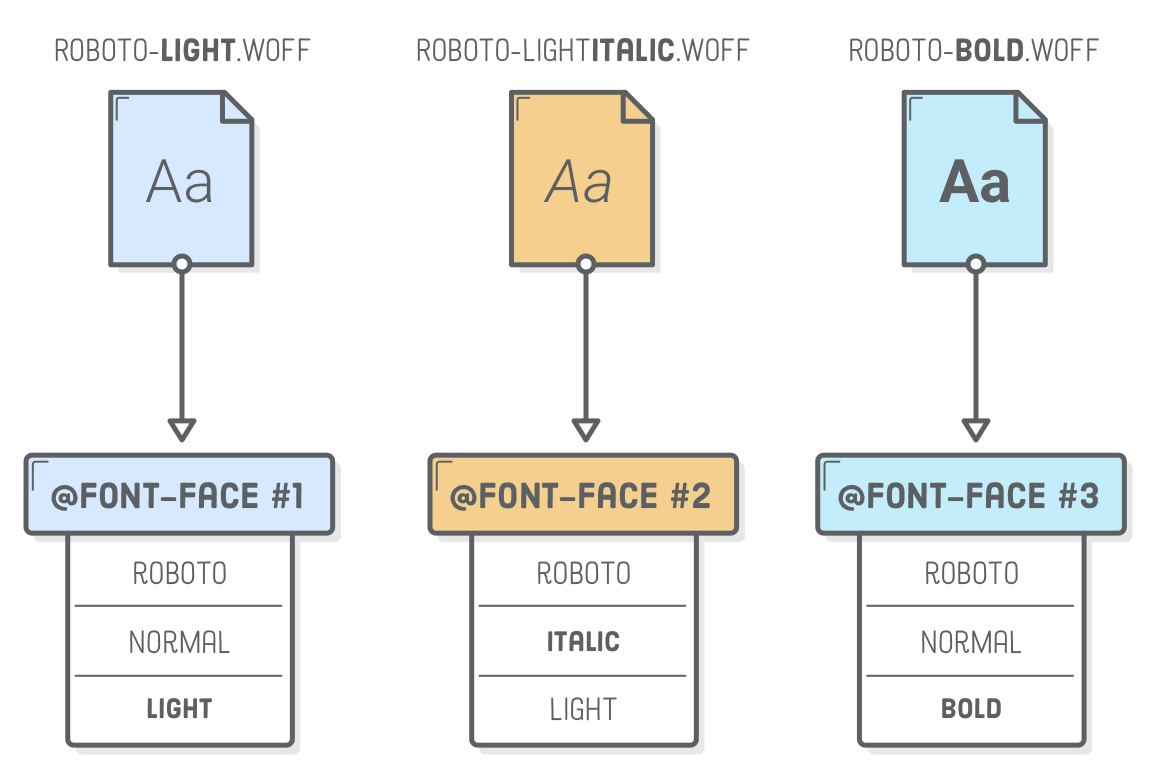 ROBOTO-LIGHT.WOFF
ROBOTO-LIGHTITALIC.WOFF
ROBOTO-BOLD.WOFF
Aa
Aa
Aa
@FONT-FACE #1
ROBOTO
NORMAL
LIGHT
@FONT-FACE #2
ROBOTO
ITALIC
LIGHT
@FONT-FACE #3
ROBOTO
NORMAL
BOLD